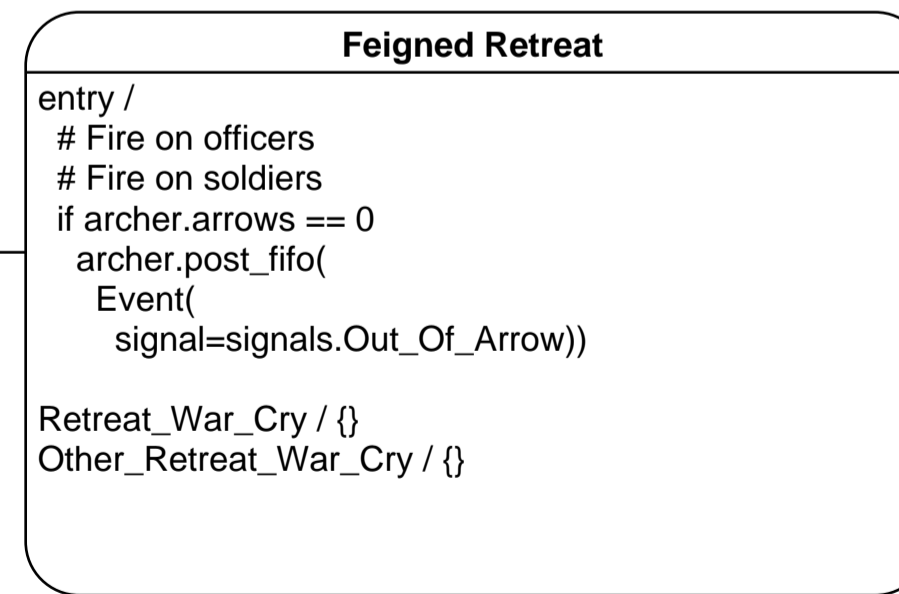 Feigned Retreat
entry /
# Fire on officers
# Fire on soldiers
if archer.arrows == 0
archer.post_fifo(
Event(
signal=signals.Out_Of_Arrow))
Retreat_War_Cry / {}
Other_Retreat_War_Cry / {}